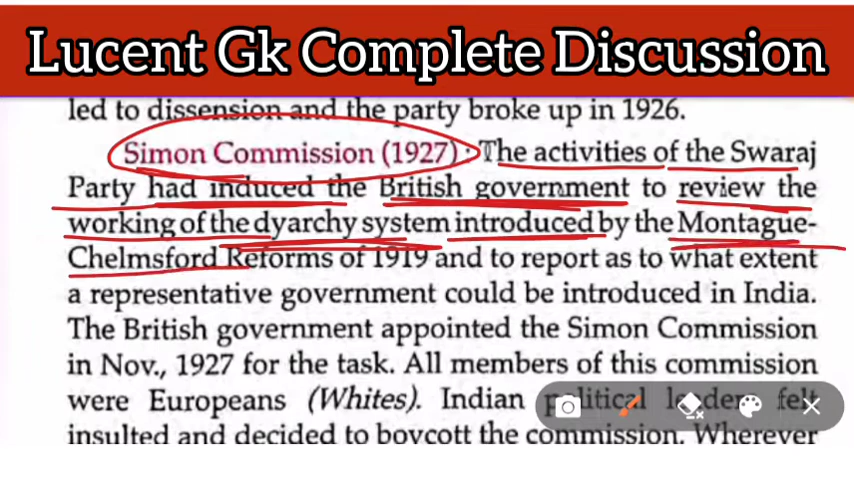 Lucent Gk Complete Discussion
led to dissension and the party broke up in 1926.
Simon Commission (1927) : The activities of the Swaraj
Party had induced the British government to review the
working of the dyarchy system introduced by the Montague-
Chelmsford Reforms of 1919 and to report as to what extent
a representative government could be introduced in India.
The British government appointed the Simon Commission
in Nov., 1927 for the task. All members of this commission
were Europeans (Whites). Indian political leaders felt
insulted and decided to boycott the commission. Wherever